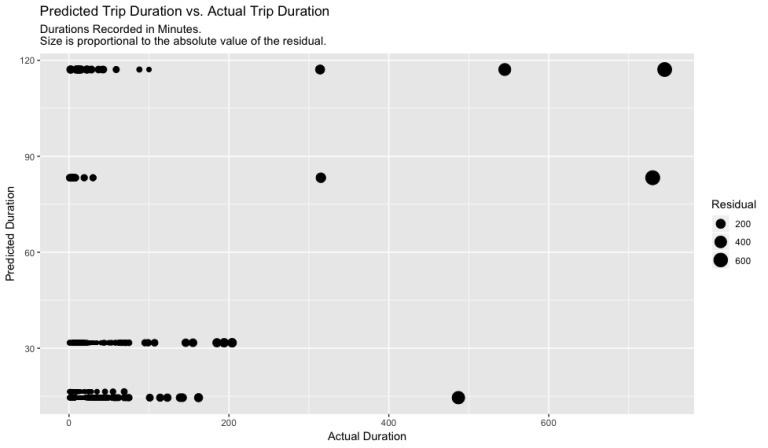 Predicted Trip Duration vs. Actual Trip Duration
Durations Recorded in Minutes.
Size is proportional to the absolute value of the residual.
Predicted Duration
120
90
60
30
0
200
400
600
Actual Duration
Residual
200
400
600